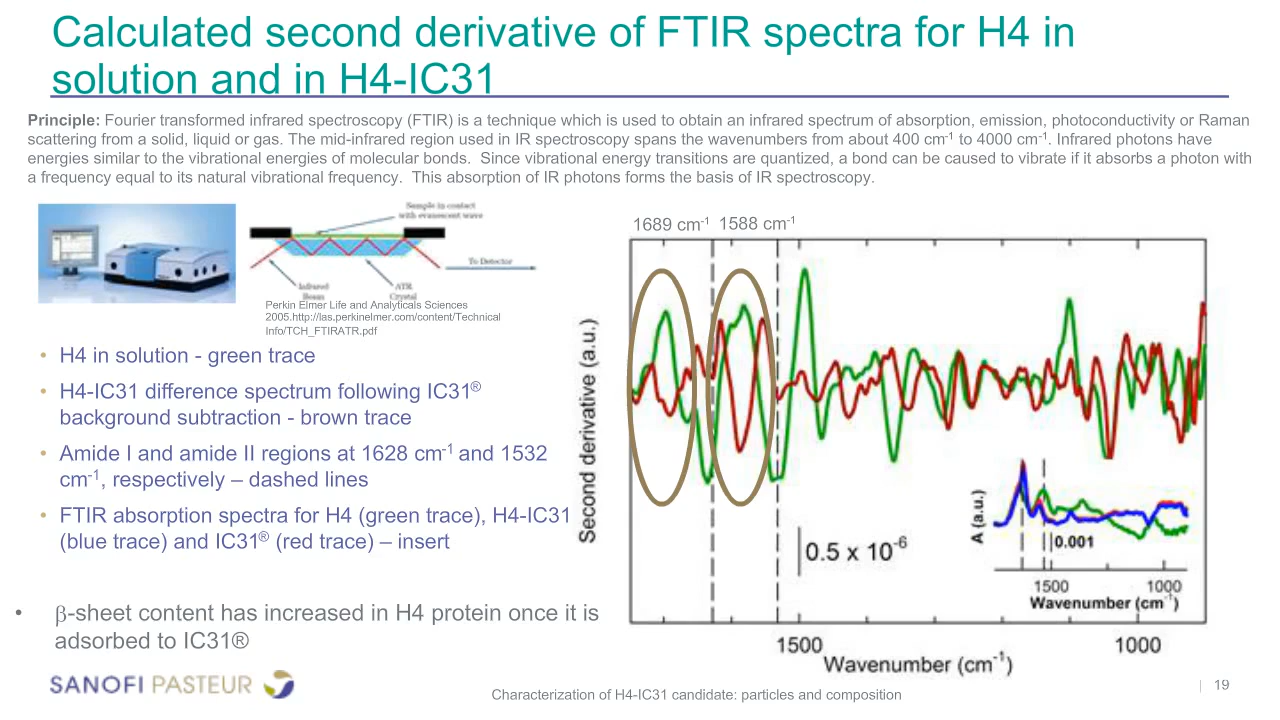 Calculated second derivative of FTIR spectra for H4 in
solution and in H4-IC31
Principle: Fourier transformed infrared spectroscopy (FTIR) is a technique which is used to obtain an infrared spectrum of absorption, emission, photoconductivity or Raman
scattering from a solid, liquid or gas. The mid-infrared region used in IR spectroscopy spans the wavenumbers from about 400 cm-1 to 4000 cm-1. Infrared photons have
energies similar to the vibrational energies of molecular bonds. Since vibrational energy transitions are quantized, a bond can be caused to vibrate if it absorbs a photon with
a frequency equal to its natural vibrational frequency. This absorption of IR photons forms the basis of IR spectroscopy.
Sample in contact
with evanescent wave
To Detector
Infrared
Beam
ATR
Crystal
Perkin Elmer Life and Analyticals Sciences
2005.http://las.perkinelmer.com/content/Technical
Info/TCH_FTIRATR.pdf
• H4 in solution - green trace
• H4-IC31 difference spectrum following IC31®
background subtraction - brown trace
• Amide I and amide II regions at 1628 cm-1 and 1532
cm-1, respectively – dashed lines
• FTIR absorption spectra for H4 (green trace), H4-IC31
(blue trace) and IC31® (red trace) – insert
• β-sheet content has increased in H4 protein once it is
adsorbed to IC31®
1689 cm-1 1588 cm-1
Second derivative (a.u.)
0.5 x 10-6
A (a.u.)
0.001
1500 1000
Wavenumber (cm-1)
1500 1000
Wavenumber (cm-1)
SANOFI PASTEUR
Characterization of H4-IC31 candidate: particles and composition
| 19